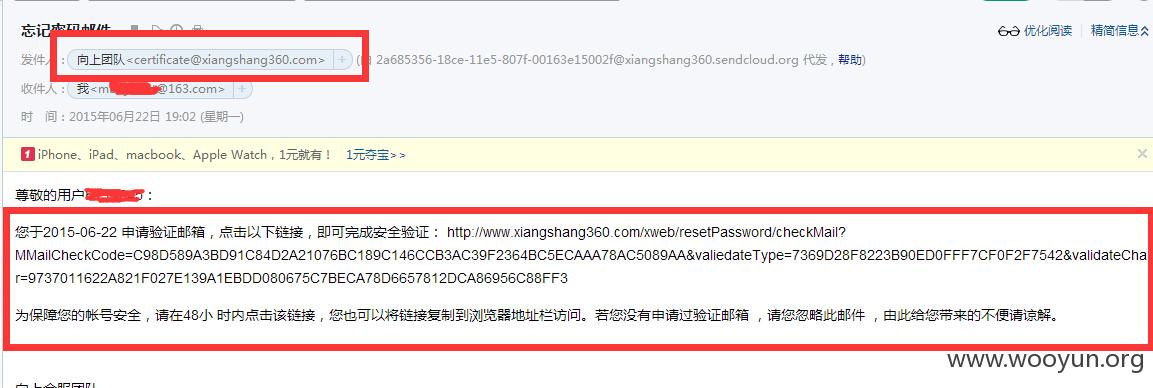 忘记密码邮件
优化阅读 精简信息
发件人：向上团队<certificate@xiangshang360.com> + (由 2a685356-18ce-11e5-807f-00163e15002f@xiangshang360.sendcloud.org 代发，帮助)
收件人：我<m @163.com> +
时 间：2015年06月22日 19:02 (星期一)
1 iPhone、iPad、macbook、Apple Watch，1元就有！ 1元夺宝>>
尊敬的用户 ：
您于2015-06-22 申请验证邮箱，点击以下链接，即可完成安全验证： http://www.xiangshang360.com/xweb/resetPassword/checkMail?
MMailCheckCode=C98D589A3BD91C84D2A21076BC189C146CCB3AC39F2364BC5ECAAA78AC5089AA&valiedateType=7369D28F8223B90ED0FFF7CF0F2F7542&validateCha
r=9737011622A821F027E139A1EBDD080675C7BECA78D6657812DCA86956C88FF3
为保障您的帐号安全，请在48小 时内点击该链接，您也可以将链接复制到浏览器地址栏访问。若您没有申请过验证邮箱 ，请您忽略此邮件 ，由此给您带来的不便请谅解。
www.wooyun.org